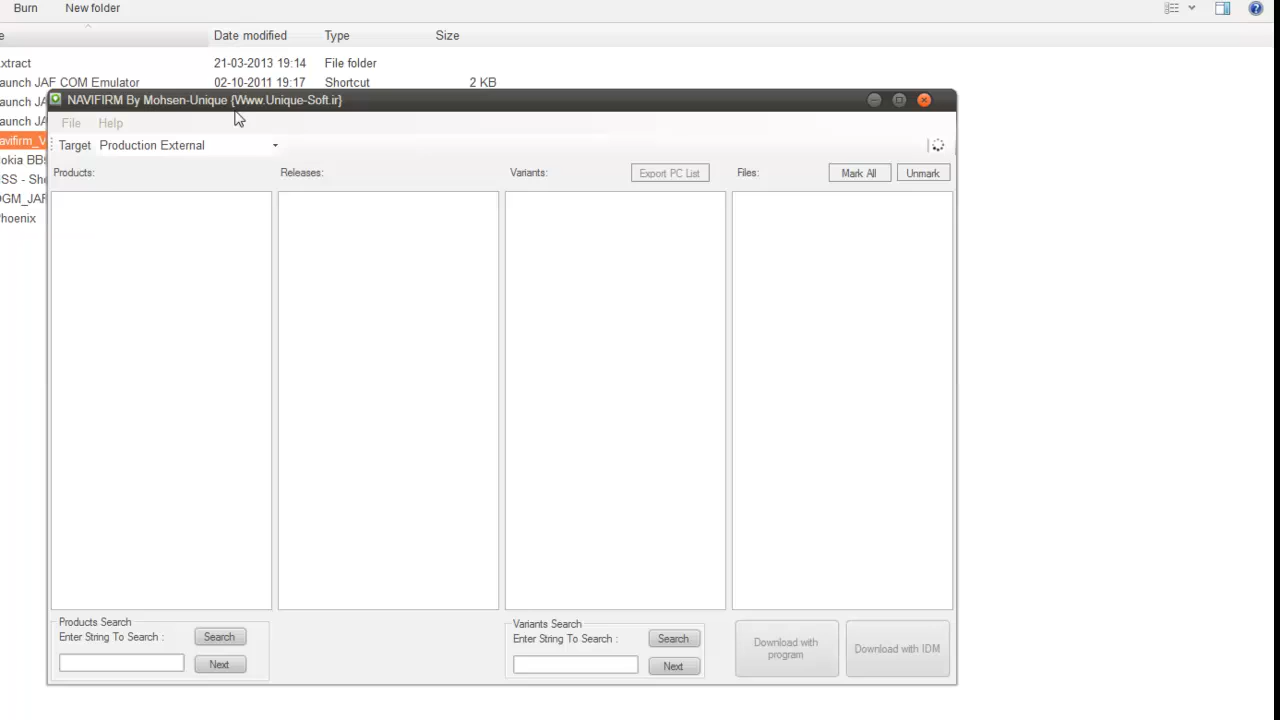 Burn New folder
Date modified Type Size
xtract 21-03-2013 19:14 File folder
aunch JAF COM Emulator 02-10-2011 19:17 Shortcut 2 KB
aunch JA
aunch JA
avifirm_V
okia BB
SS - Sh
GM_JAF
hoenix
NAVIFIRM By Mohsen-Unique {Www.Unique-Soft.ir}
File Help
Target Production External
Products: Releases: Variants: Export PC List Files: Mark All Unmark
Products Search
Enter String To Search : Search
Next
Variants Search
Enter String To Search : Search
Next
Download with
program
Download with IDM